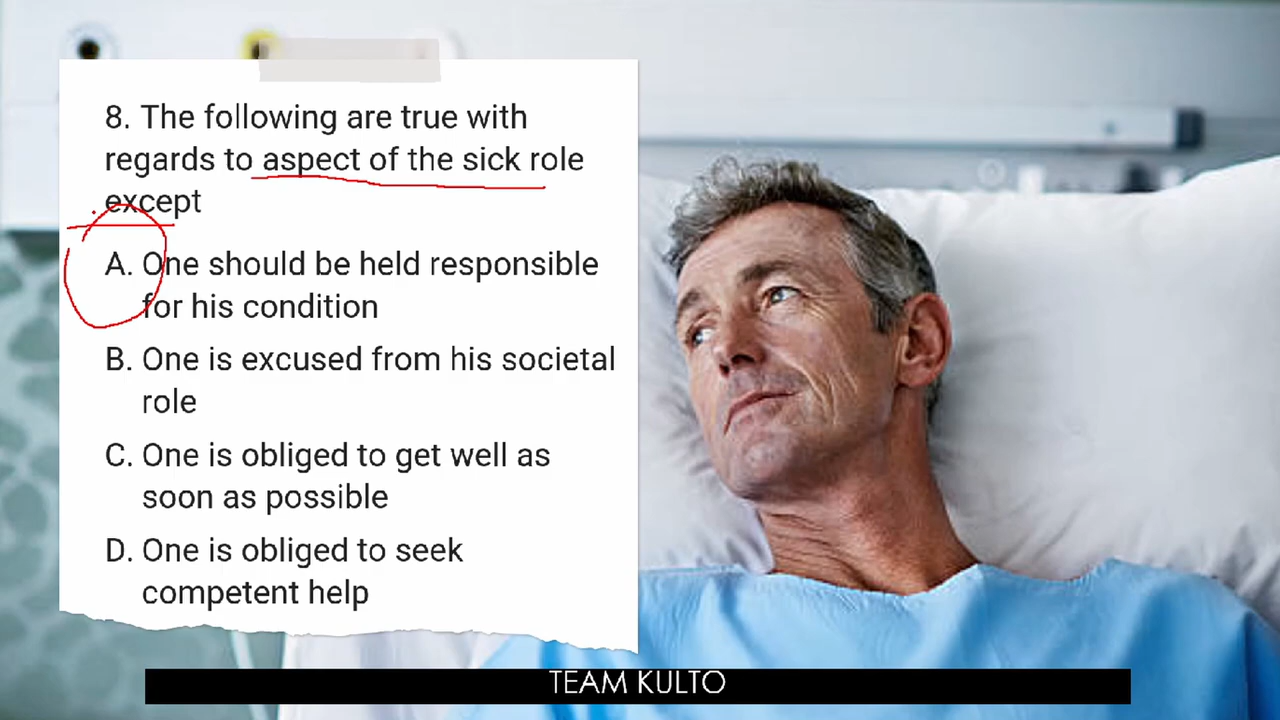 8. The following are true with
regards to aspect of the sick role
except
A. One should be held responsible
for his condition
B. One is excused from his societal
role
C. One is obliged to get well as
soon as possible
D. One is obliged to seek
competent help
TEAM KULTO